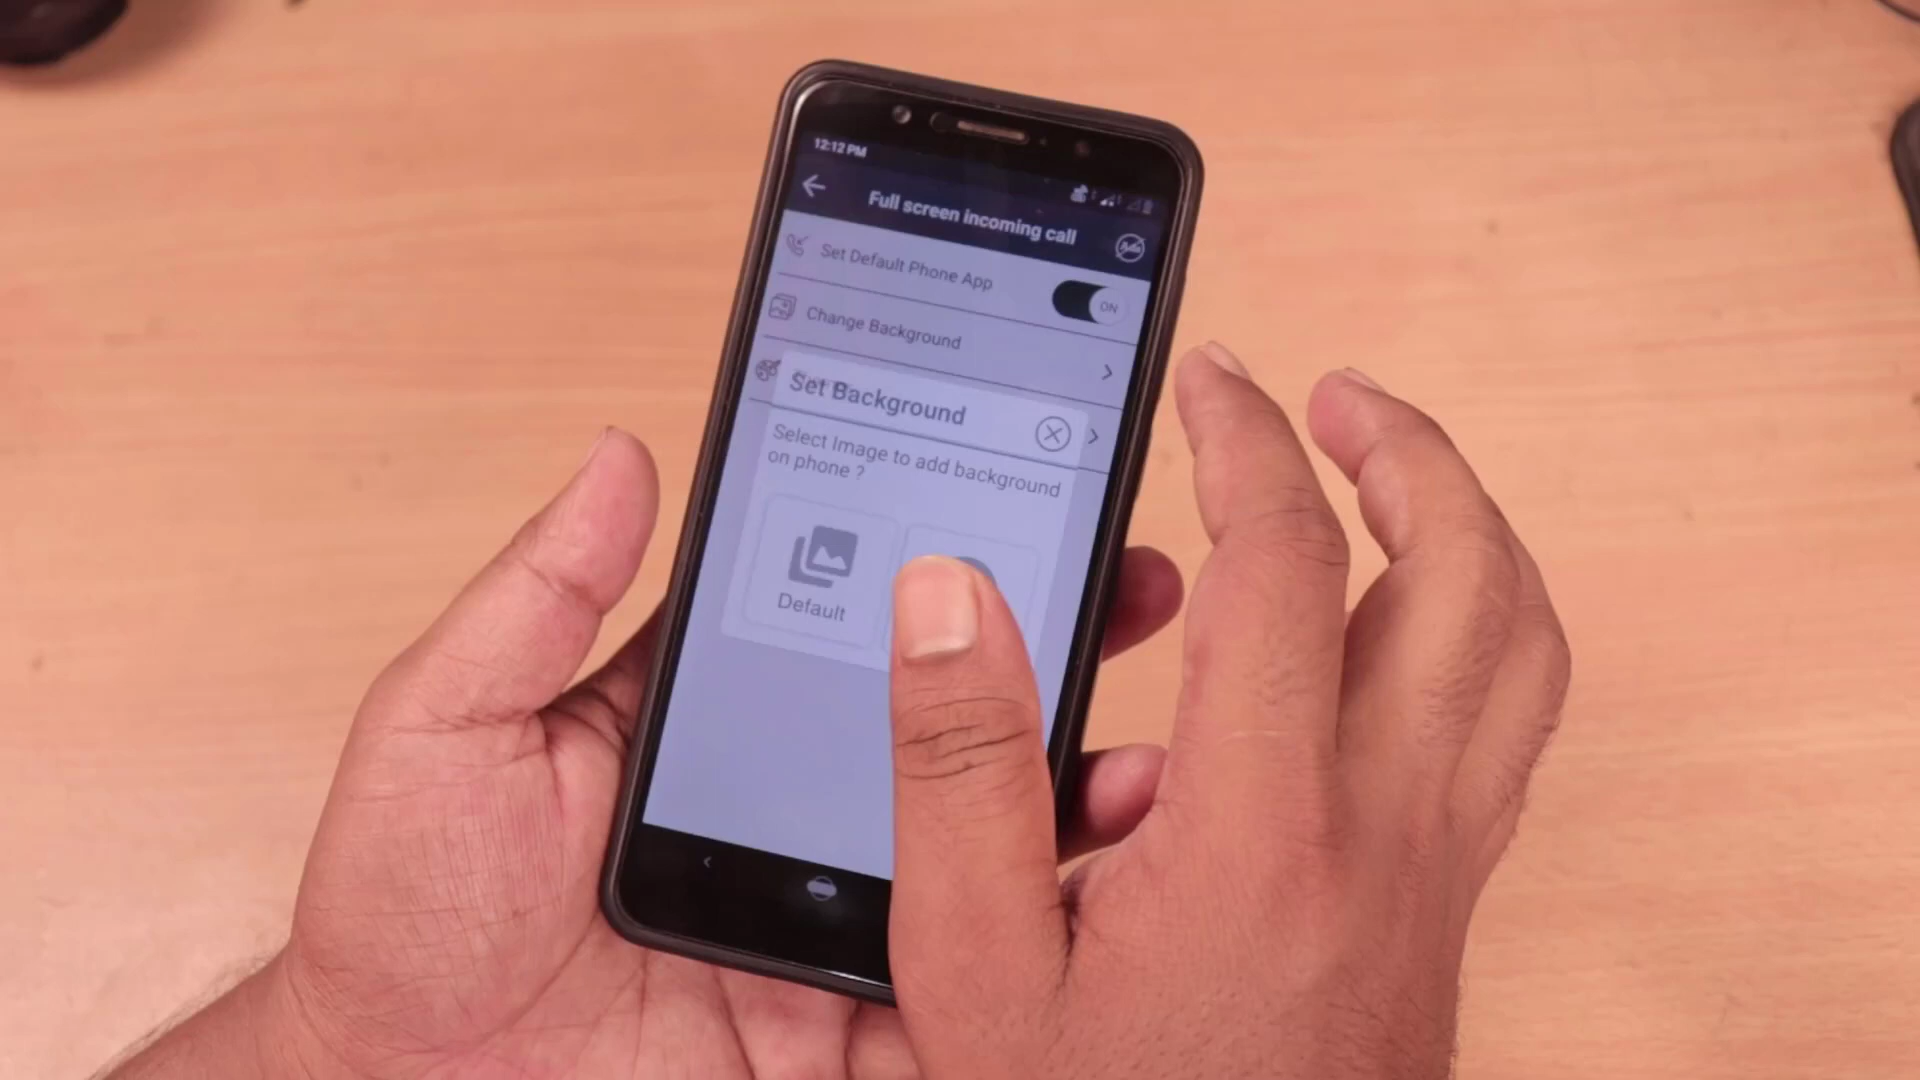 12:12 PM
Full screen incoming call
Ads
Set Default Phone App
ON
Change Background
Set Background
Select Image to add background
on phone ?
Default